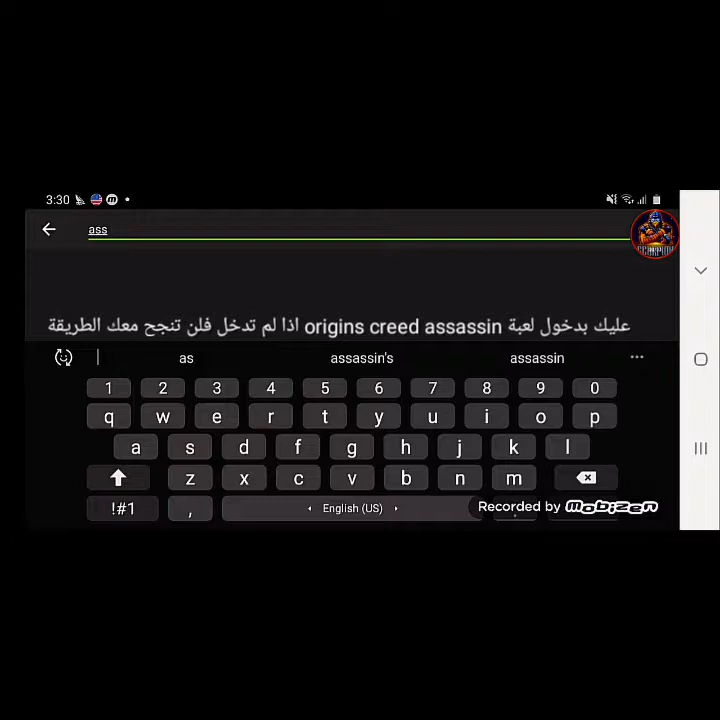 3:30
ass
عليك بدخول لعبة origins creed assassin اذا لم تدخل فلن تنجح معك الطريقة
as assassin's assassin
1 2 3 4 5 6 7 8 9 0
q w e r t y u i o p
a s d f g h j k l
z x c v b n m
!#1 , English (US) .
Recorded by Mobizen